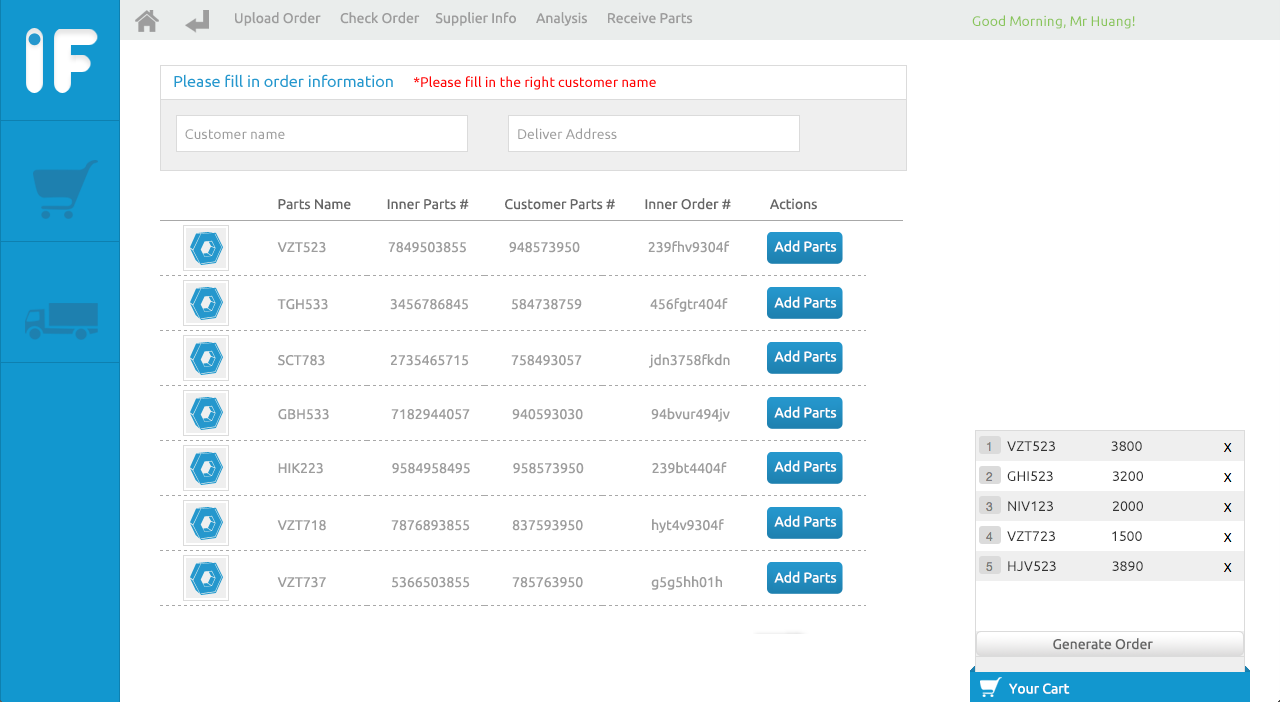 IF
Upload Order Check Order Supplier Info Analysis Receive Parts
Good Morning, Mr Huang!
Please fill in order information *Please fill in the right customer name
Customer name Deliver Address
Parts Name Inner Parts # Customer Parts # Inner Order # Actions
VZT523 7849503855 948573950 239fhv9304f Add Parts
TGH533 3456786845 584738759 456fgtr404f Add Parts
SCT783 2735465715 758493057 jdn3758fkdn Add Parts
GBH533 7182944057 940593030 94bvur494jv Add Parts
HIK223 9584958495 958573950 239bt4404f Add Parts
VZT718 7876893855 837593950 hyt4v9304f Add Parts
VZT737 5366503855 785763950 g5g5hh01h Add Parts
1 VZT523 3800 x
2 GHI523 3200 x
3 NIV123 2000 x
4 VZT723 1500 x
5 HJV523 3890 x
Generate Order
Your Cart